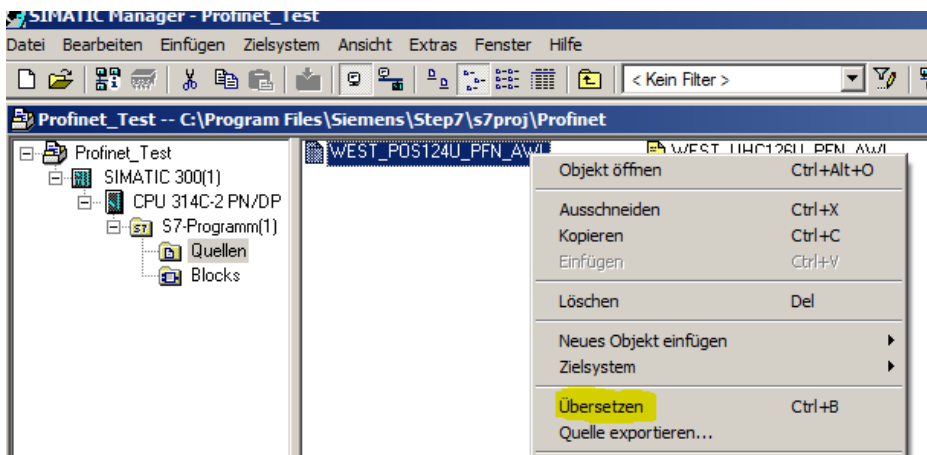 SIMATIC Manager - Profinet_Test
Datei Bearbeiten Einfügen Zielsystem Ansicht Extras Fenster Hilfe
< Kein Filter >
Profinet_Test -- C:\Program Files\Siemens\Step7\s7proj\Profinet
Profinet_Test
SIMATIC 300(1)
CPU 314C-2 PN/DP
S7-Programm(1)
Quellen
Blocks
WEST_POS124U_PFN_AWL
WEST_UHC126U_PFN_AWL
Objekt öffnen Ctrl+Alt+O
Ausschneiden Ctrl+X
Kopieren Ctrl+C
Einfügen Ctrl+V
Löschen Del
Neues Objekt einfügen
Zielsystem
Übersetzen Ctrl+B
Quelle exportieren...